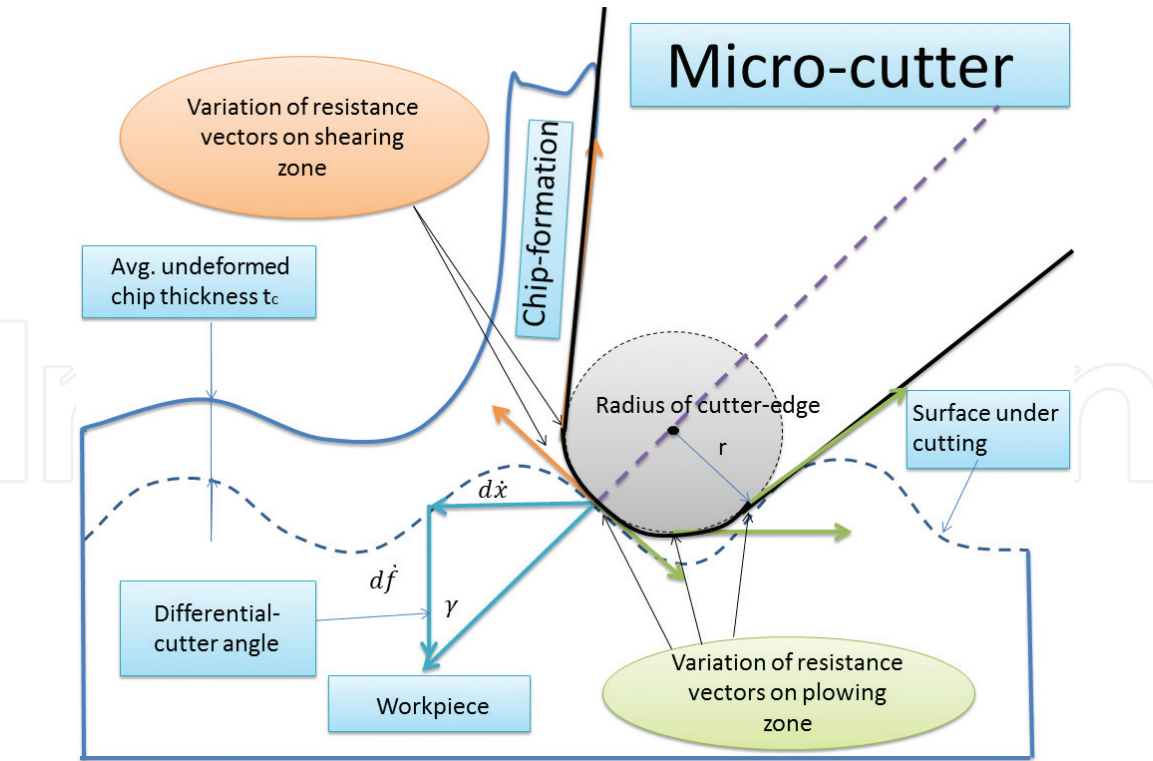 Micro-cutter
Variation of resistance
vectors on shearing
zone
Chip-formation
Avg. undeformed
chip thickness tc
Radius of cutter-edge
r
Surface under
cutting
dẋ
dḟ
γ
Differential-
cutter angle
Workpiece
Variation of resistance
vectors on plowing
zone